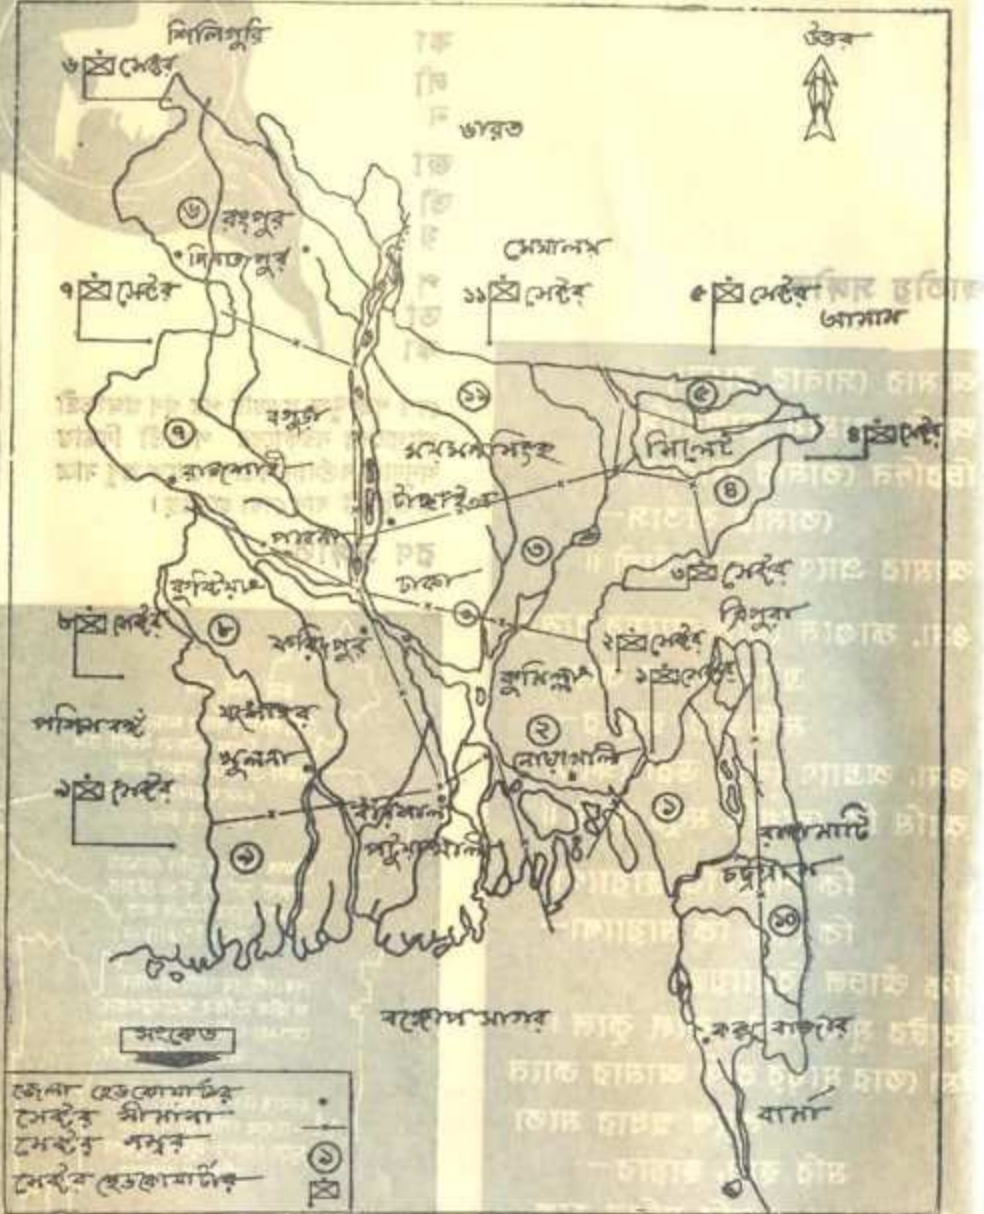 শিলিগুরি
উত্তর
৬ সেক্টর
ভারত
৬
রংপুর
দিনাজপুর
মেঘালয়
৭ সেক্টর
১১ সেক্টর
৫ সেক্টর
আসাম
১১
৫
বগুড়া
৭
ময়মনসিংহ
সিলেট
৪ সেক্টর
রাজশাহী
৪
টাঙ্গাইল
পাবনা
৩
ঢাকা
৩ সেক্টর
কুষ্টিয়া
ত্রিপুরা
৮ সেক্টর
৮
ফরিদপুর
২ সেক্টর
কুমিল্লা
১ সেক্টর
পশ্চিমবঙ্গ
যশোহর
২
খুলনা
নোয়াখালি
৯ সেক্টর
বরিশাল
১
রাঙ্গামাটি
পটুয়াখালি
৯
চট্টগ্রাম
১০
বঙ্গোপসাগর
কক্সবাজার
সংকেত
বার্মা
জেলা হেডকোয়ার্টার
সেক্টর সীমানা
সেক্টর নম্বর ১
সেক্টর হেডকোয়ার্টার